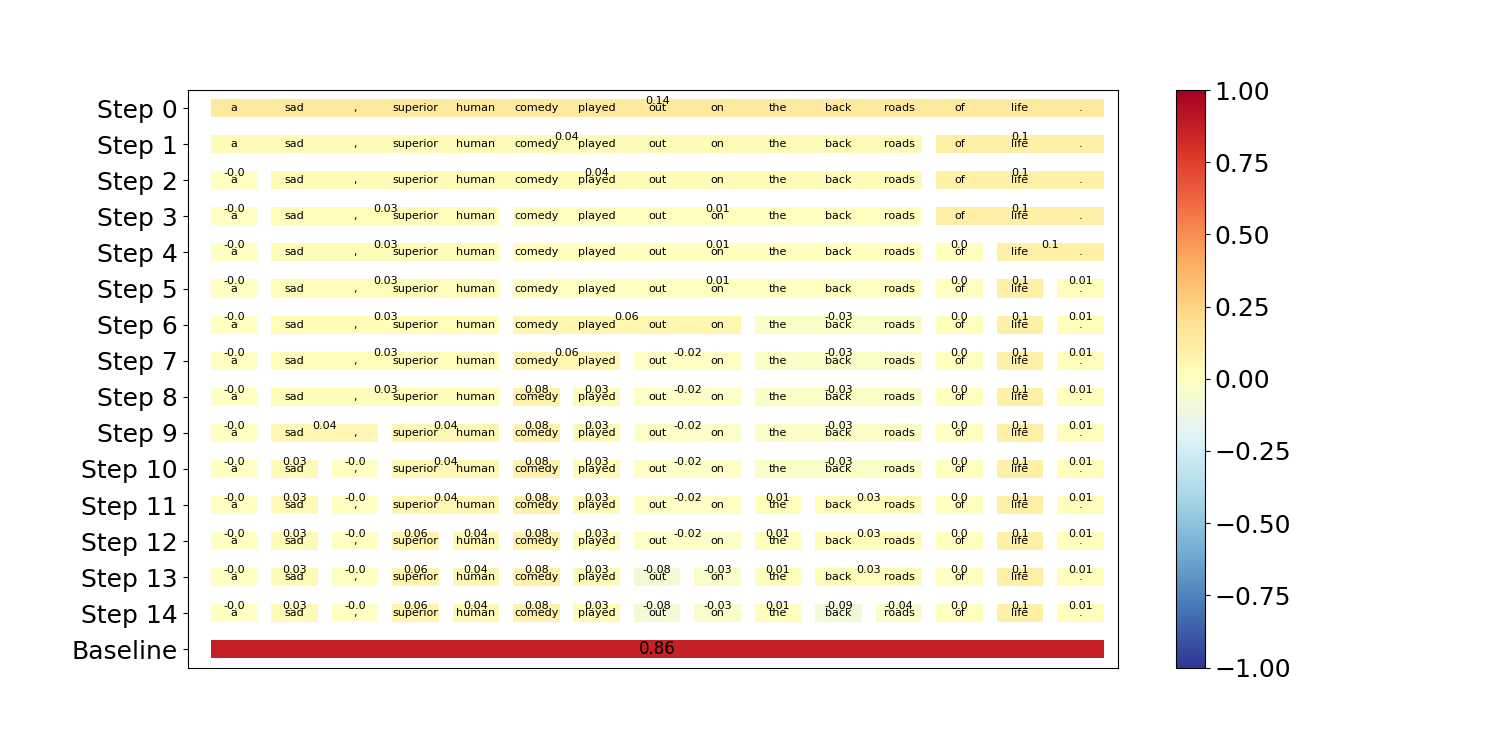 0.14
Step 0 a sad , superior human comedy played out on the back roads of life .
0.04 0.1
Step 1 a sad , superior human comedy played out on the back roads of life .
-0.0 0.04 0.1
Step 2 a sad , superior human comedy played out on the back roads of life .
-0.0 0.03 0.01 0.1
Step 3 a sad , superior human comedy played out on the back roads of life .
-0.0 0.03 0.01 0.0 0.1
Step 4 a sad , superior human comedy played out on the back roads of life .
-0.0 0.03 0.01 0.0 0.1 0.01
Step 5 a sad , superior human comedy played out on the back roads of life .
-0.0 0.03 0.06 -0.03 0.0 0.1 0.01
Step 6 a sad , superior human comedy played out on the back roads of life .
-0.0 0.03 0.06 -0.02 -0.03 0.0 0.1 0.01
Step 7 a sad , superior human comedy played out on the back roads of life .
-0.0 0.03 0.08 0.03 -0.02 -0.03 0.0 0.1 0.01
Step 8 a sad , superior human comedy played out on the back roads of life .
-0.0 0.04 0.04 0.08 0.03 -0.02 -0.03 0.0 0.1 0.01
Step 9 a sad , superior human comedy played out on the back roads of life .
-0.0 0.03 -0.0 0.04 0.08 0.03 -0.02 -0.03 0.0 0.1 0.01
Step 10 a sad , superior human comedy played out on the back roads of life .
-0.0 0.03 -0.0 0.04 0.08 0.03 -0.02 0.01 0.03 0.0 0.1 0.01
Step 11 a sad , superior human comedy played out on the back roads of life .
-0.0 0.03 -0.0 0.06 0.04 0.08 0.03 -0.02 0.01 0.03 0.0 0.1 0.01
Step 12 a sad , superior human comedy played out on the back roads of life .
-0.0 0.03 -0.0 0.06 0.04 0.08 0.03 -0.08 -0.03 0.01 0.03 0.0 0.1 0.01
Step 13 a sad , superior human comedy played out on the back roads of life .
-0.0 0.03 -0.0 0.06 0.04 0.08 0.03 -0.08 -0.03 0.01 -0.09 -0.04 0.0 0.1 0.01
Step 14 a sad , superior human comedy played out on the back roads of life .
Baseline 0.86
1.00
0.75
0.50
0.25
0.00
−0.25
−0.50
−0.75
−1.00